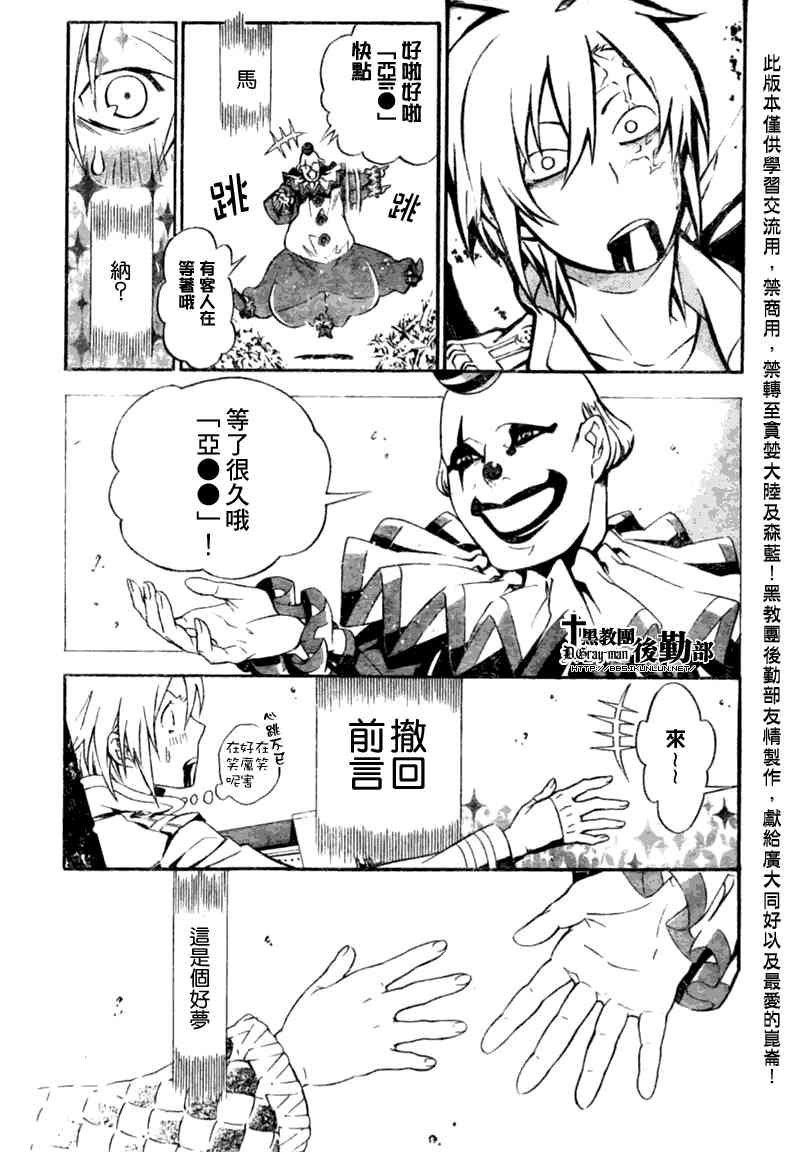 好啦好啦
「亞●●」
快點
馬
跳
跳
有客人在
等著哦
納？
等了很久哦
「亞●●」！
十黑教團
D.Gray-man
後勤部
來～～
撤回
前言
心跳不已
在笑
好厲害
在笑呢
這是個好夢
此版本僅供學習交流用，禁商用，禁轉至貪婪大陸及森藍！黑教團後勤部友情製作，獻給廣大同好以及最愛的崑崙！